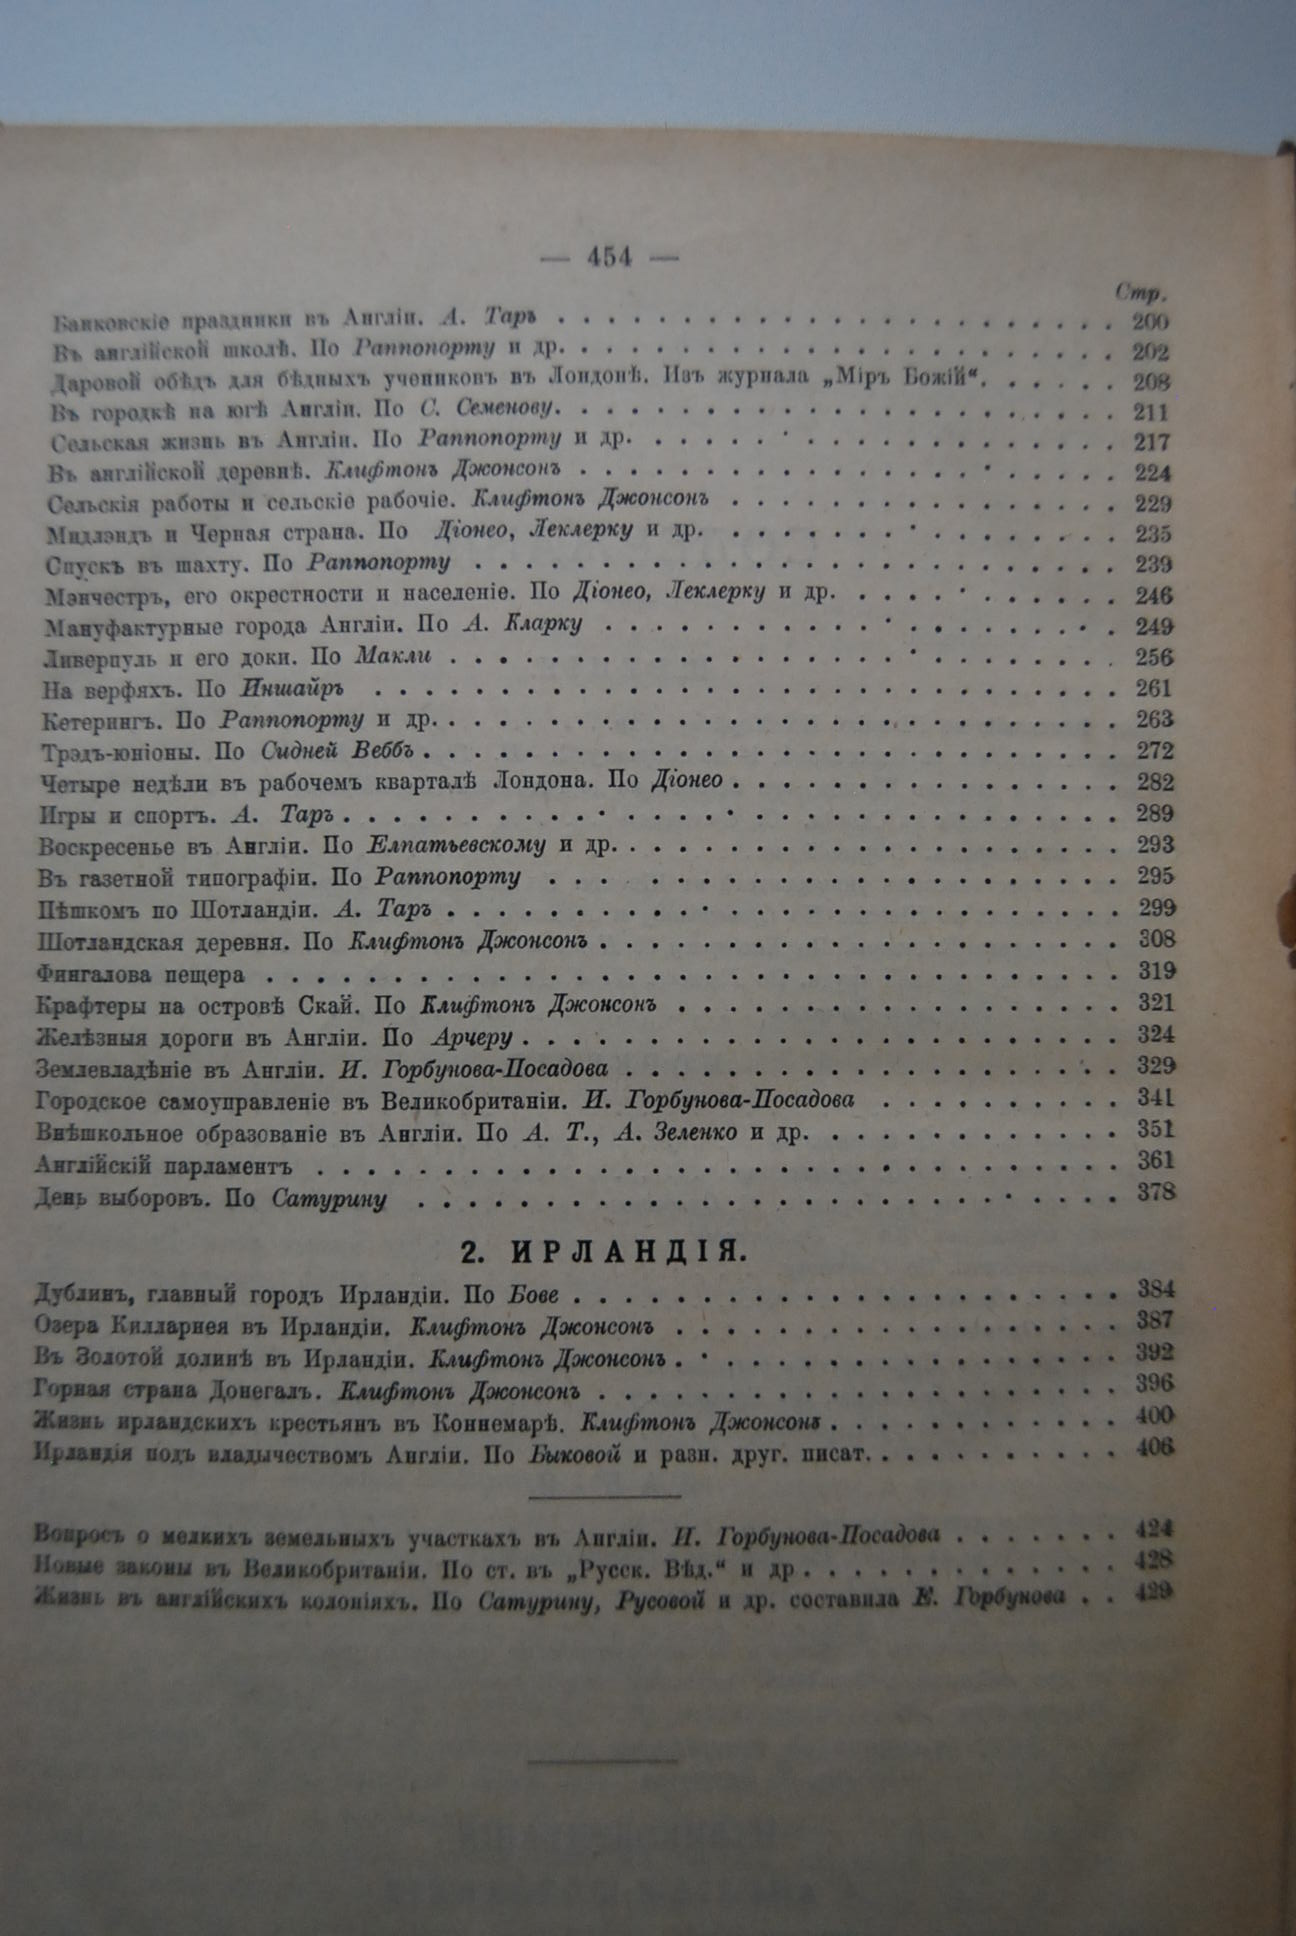 — 454 —
Стр.
Банковскіе праздники въ Англіи. А. Таръ . . . . . . . . . . . . . . . . . . . . . . 200
Въ англійской школѣ. По Раппопорту и др. . . . . . . . . . . . . . . . . . . . . . 202
Даровой обѣдъ для бѣдныхъ учениковъ въ Лондонѣ. Изъ журнала „Міръ Божій“. . . . . . 208
Въ городкѣ на югѣ Англіи. По С. Семенову. . . . . . . . . . . . . . . . . . . . . . 211
Сельская жизнь въ Англіи. По Раппопорту и др. . . . . . . . . . . . . . . . . . . . 217
Въ англійской деревнѣ. Клифтонъ Джонсонъ . . . . . . . . . . . . . . . . . . . . . 224
Сельскія работы и сельскіе рабочіе. Клифтонъ Джонсонъ . . . . . . . . . . . . . . . 229
Мидлэндъ и Черная страна. По Діонео, Леклерку и др. . . . . . . . . . . . . . . . . 235
Спускъ въ шахту. По Раппопорту . . . . . . . . . . . . . . . . . . . . . . . . . 239
Мэнчестръ, его окрестности и населеніе. По Діонео, Леклерку и др. . . . . . . . . . . . 246
Мануфактурные города Англіи. По А. Кларку . . . . . . . . . . . . . . . . . . . . 249
Ливерпуль и его доки. По Макли . . . . . . . . . . . . . . . . . . . . . . . . . . 256
На верфяхъ. По Иншайръ . . . . . . . . . . . . . . . . . . . . . . . . . . . . . 261
Кетерингъ. По Раппопорту и др. . . . . . . . . . . . . . . . . . . . . . . . . . . 263
Трэдъ-юніоны. По Сидней Веббъ. . . . . . . . . . . . . . . . . . . . . . . . . . . 272
Четыре недѣли въ рабочемъ кварталѣ Лондона. По Діонео . . . . . . . . . . . . . . . 282
Игры и спортъ. А. Таръ . . . . . . . . . . . . . . . . . . . . . . . . . . . . . . 289
Воскресенье въ Англіи. По Елпатьевскому и др. . . . . . . . . . . . . . . . . . . . 293
Въ газетной типографіи. По Раппопорту . . . . . . . . . . . . . . . . . . . . . . 295
Пѣшкомъ по Шотландіи. А. Таръ . . . . . . . . . . . . . . . . . . . . . . . . . . 299
Шотландская деревня. По Клифтонъ Джонсонъ . . . . . . . . . . . . . . . . . . . . 308
Фингалова пещера . . . . . . . . . . . . . . . . . . . . . . . . . . . . . . . . . 319
Крафтеры на островѣ Скай. По Клифтонъ Джонсонъ . . . . . . . . . . . . . . . . . 321
Желѣзныя дороги въ Англіи. По Арчеру . . . . . . . . . . . . . . . . . . . . . . . 324
Землевладѣніе въ Англіи. И. Горбунова-Посадова . . . . . . . . . . . . . . . . . . . 329
Городское самоуправленіе въ Великобританіи. И. Горбунова-Посадова . . . . . . . . . . 341
Внѣшкольное образованіе въ Англіи. По А. Т., А. Зеленко и др. . . . . . . . . . . . . 351
Англійскій парламентъ . . . . . . . . . . . . . . . . . . . . . . . . . . . . . . . 361
День выборовъ. По Сатурину . . . . . . . . . . . . . . . . . . . . . . . . . . . 378
2. ИРЛАНДІЯ.
Дублинъ, главный городъ Ирландіи. По Бове . . . . . . . . . . . . . . . . . . . . . 384
Озера Килларнея въ Ирландіи. Клифтонъ Джонсонъ . . . . . . . . . . . . . . . . . 387
Въ Золотой долинѣ въ Ирландіи. Клифтонъ Джонсонъ . . . . . . . . . . . . . . . . . 392
Горная страна Донегалъ. Клифтонъ Джонсонъ . . . . . . . . . . . . . . . . . . . . 396
Жизнь ирландскихъ крестьянъ въ Коннемарѣ. Клифтонъ Джонсонъ . . . . . . . . . . . 400
Ирландія подъ владычествомъ Англіи. По Быковой и разн. друг. писат. . . . . . . . . . 406
Вопросъ о мелкихъ земельныхъ участкахъ въ Англіи. И. Горбунова-Посадова . . . . . . . 424
Новые законы въ Великобританіи. По ст. въ „Русск. Вѣд.“ и др . . . . . . . . . . . . . 428
Жизнь въ англійскихъ колоніяхъ. По Сатурину, Русовой и др. составила Е. Горбунова . . 429